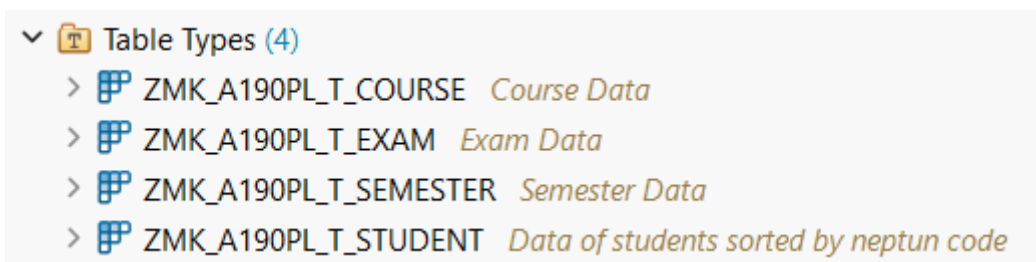 Table Types (4)
ZMK_A190PL_T_COURSE Course Data
ZMK_A190PL_T_EXAM Exam Data
ZMK_A190PL_T_SEMESTER Semester Data
ZMK_A190PL_T_STUDENT Data of students sorted by neptun code